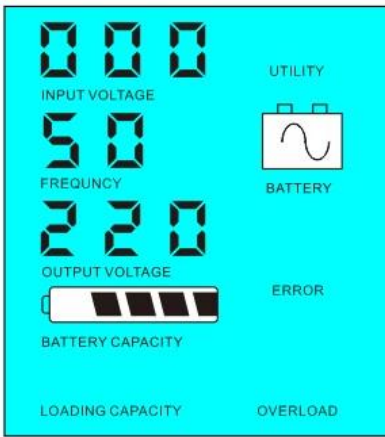 000
UTILITY
INPUT VOLTAGE
50
FREQUNCY
BATTERY
220
OUTPUT VOLTAGE
ERROR
BATTERY CAPACITY
LOADING CAPACITY
OVERLOAD